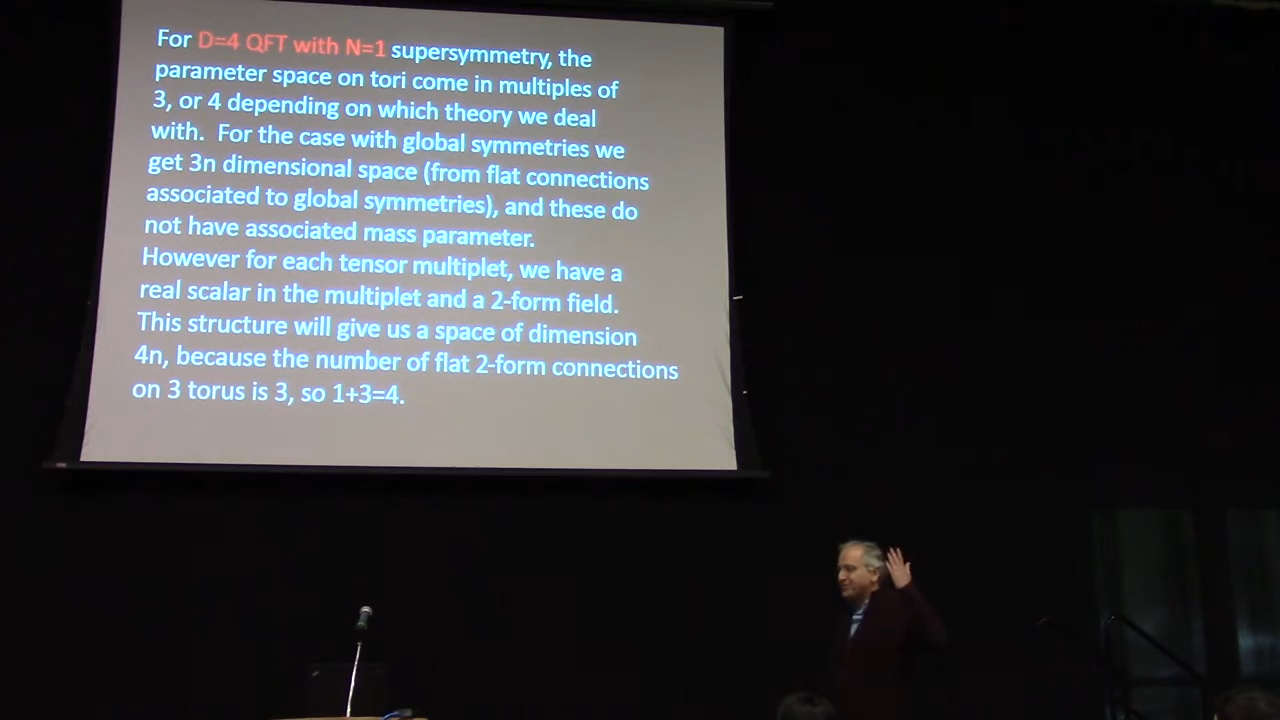 For D=4 QFT with N=1 supersymmetry, the
parameter space on tori come in multiples of
3, or 4 depending on which theory we deal
with. For the case with global symmetries we
get 3n dimensional space (from flat connections
associated to global symmetries), and these do
not have associated mass parameter.
However for each tensor multiplet, we have a
real scalar in the multiplet and a 2-form field.
This structure will give us a space of dimension
4n, because the number of flat 2-form connections
on 3 torus is 3, so 1+3=4.